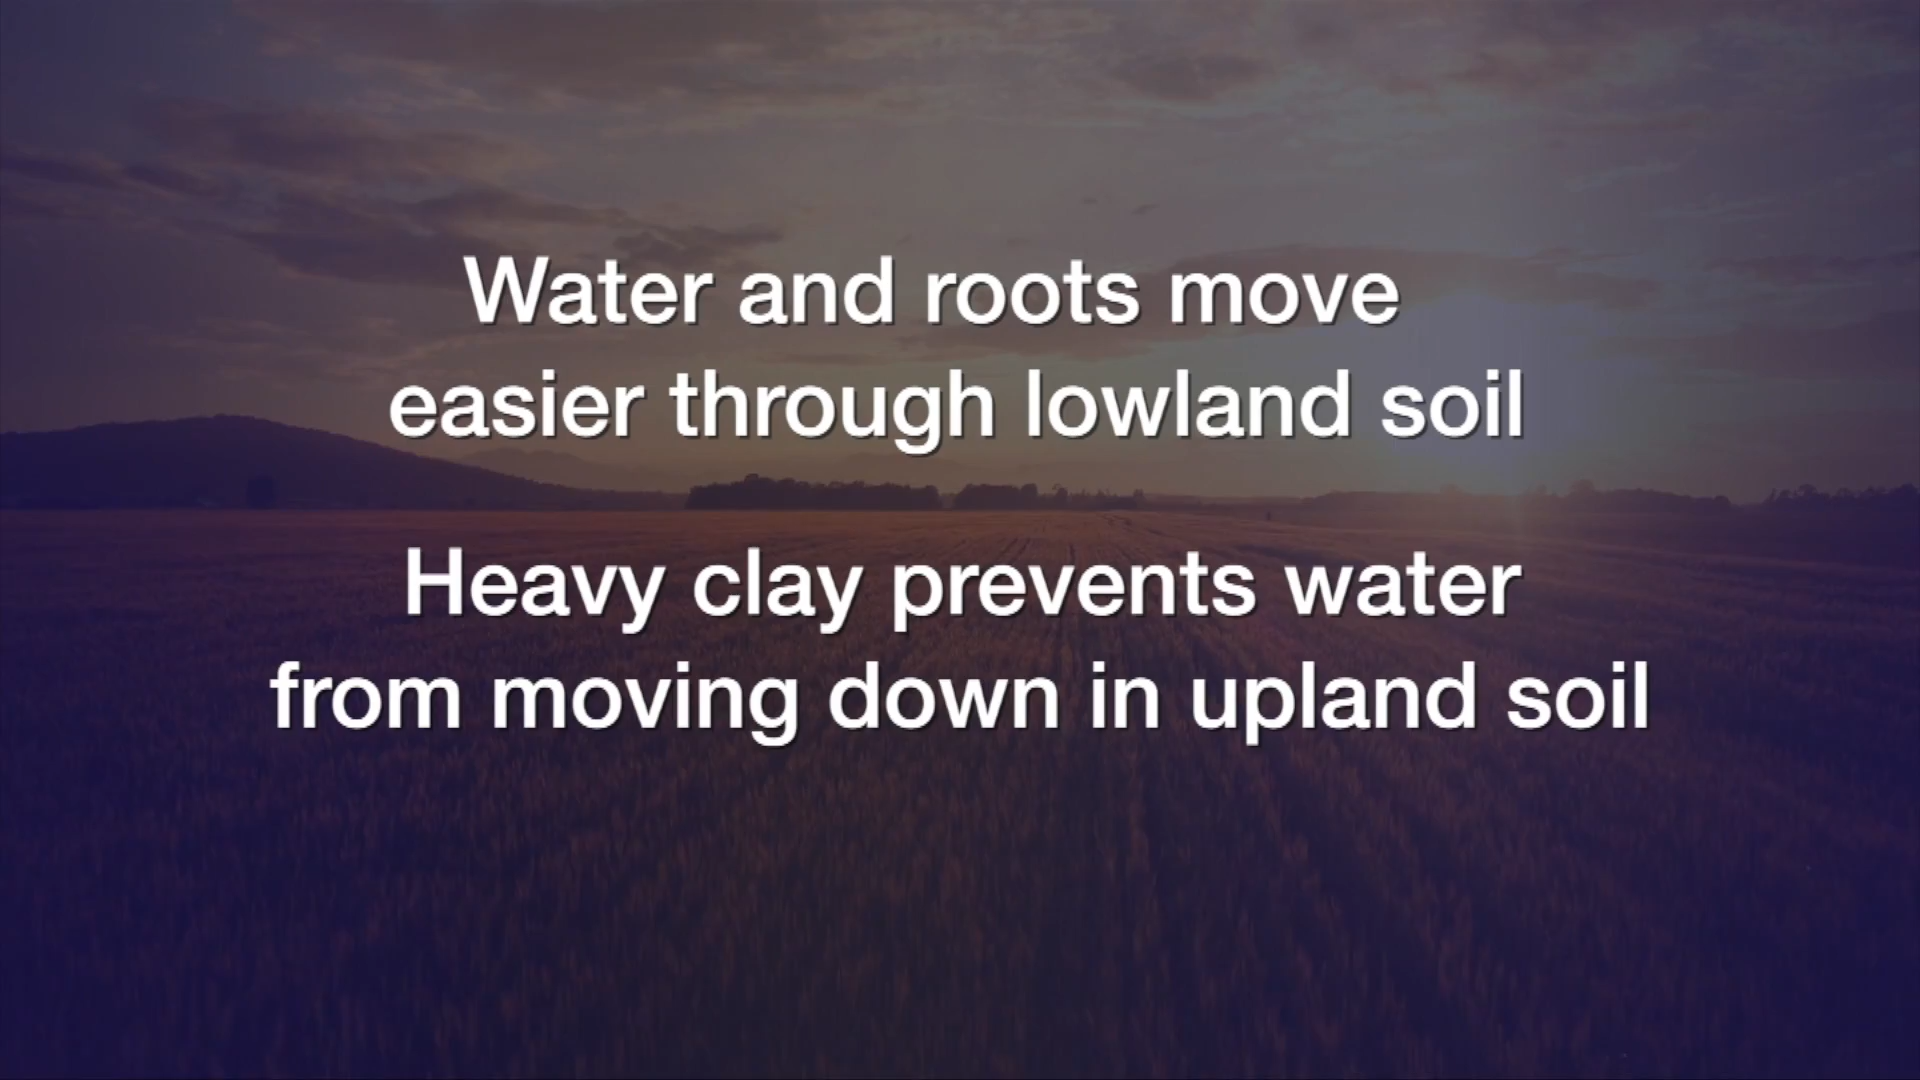 Water and roots move
easier through lowland soil
Heavy clay prevents water
from moving down in upland soil